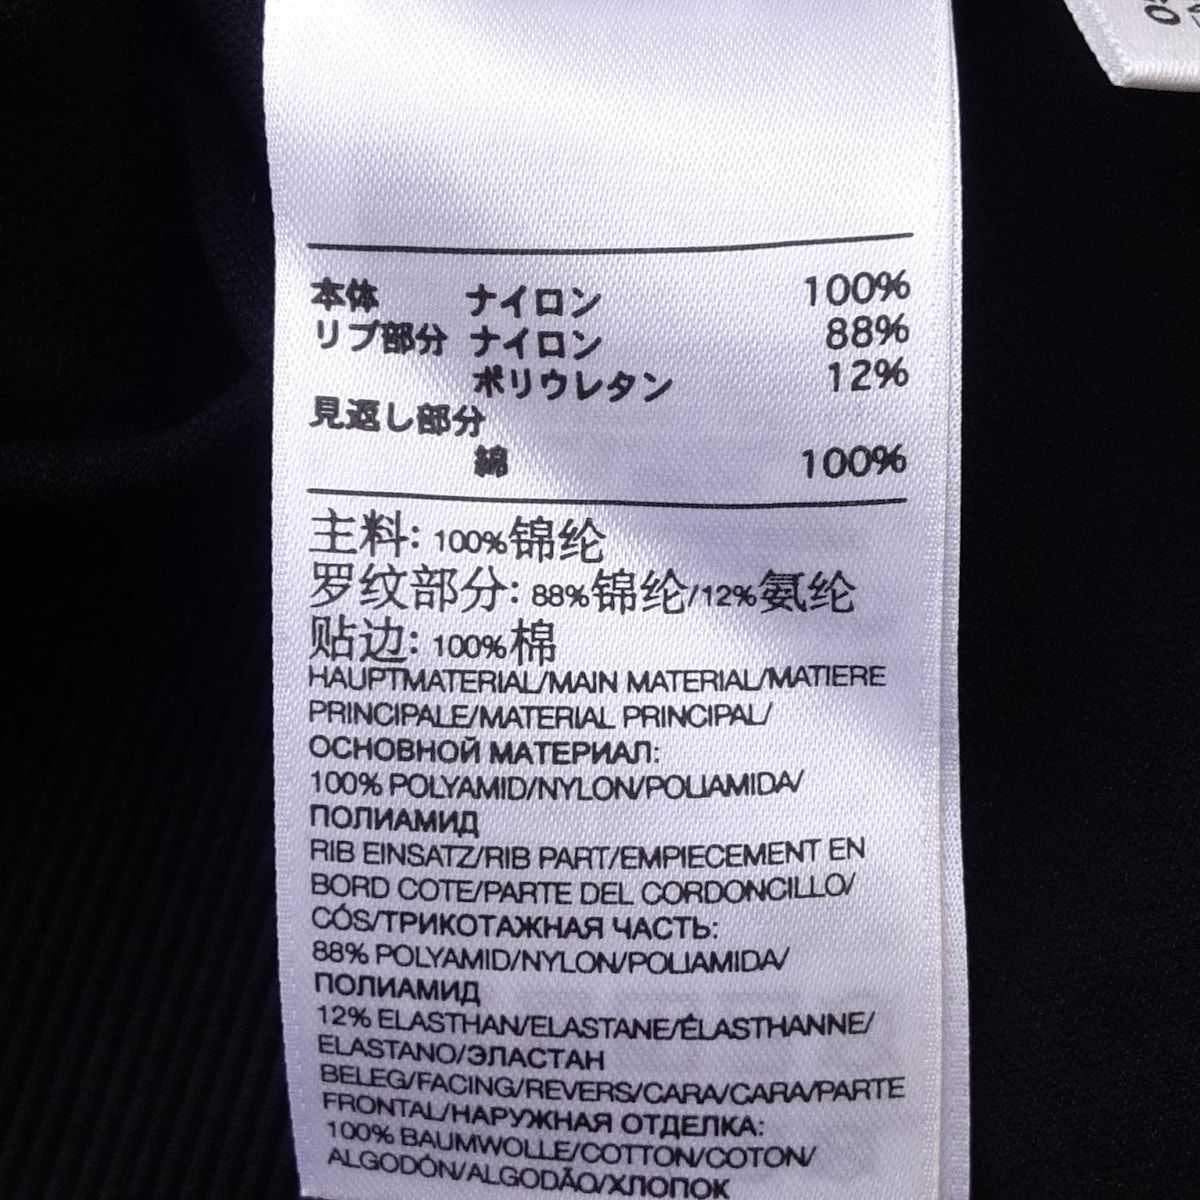 本体 ナイロン 100%
リブ部分 ナイロン 88%
ポリウレタン 12%
見返し部分
綿 100%
主料: 100%锦纶
罗纹部分: 88%锦纶/12%氨纶
贴边: 100%棉
HAUPTMATERIAL/MAIN MATERIAL/MATIERE
PRINCIPALE/MATERIAL PRINCIPAL/
ОСНОВНОЙ МАТЕРИАЛ:
100% POLYAMID/NYLON/POLIAMIDA/
ПОЛИАМИД
RIB EINSATZ/RIB PART/EMPIECEMENT EN
BORD COTE/PARTE DEL CORDONCILLO/
CÓS/ТРИКОТАЖНАЯ ЧАСТЬ:
88% POLYAMID/NYLON/POLIAMIDA/
ПОЛИАМИД
12% ELASTHAN/ELASTANE/ÉLASTHANNE/
ELASTANO/ЭЛАСТАН
BELEG/FACING/REVERS/CARA/CARA/PARTE
FRONTAL/НАРУЖНАЯ ОТДЕЛКА:
100% BAUMWOLLE/COTTON/COTON/
ALGODÓN/ALGODÃO/ХЛОПОК